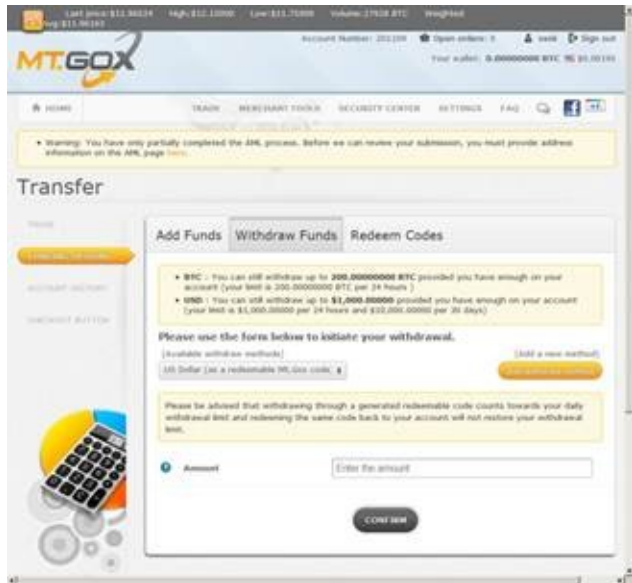 Last price:$11.96024 High:$12.10000 Low:$11.75000 Volume:27928 BTC Weighted
Avg:$11.96163
Account Number: Open orders: 0 Sign out
MT.GOX
Your wallet: 0.00000000 BTC
HOME TRADE MERCHANT TOOLS SECURITY CENTER SETTINGS FAQ
• Warning: You have only partially completed the AML process. Before we can review your submission, you must provide address
information on the AML page here.
Transfer
TRADE
Add Funds Withdraw Funds Redeem Codes
FUNDING OPTIONS
• BTC : You can still withdraw up to 200.00000000 BTC provided you have enough on your
account (your limit is 200.00000000 BTC per 24 hours )
ACCOUNT HISTORY
• USD : You can still withdraw up to $1,000.00000 provided you have enough on your account
(your limit is $1,000.00000 per 24 hours and $10,000.00000 per 30 days)
CHECKOUT BUTTON
Please use the form below to initiate your withdrawal.
(Available withdraw methods) (Add a new method)
US Dollar (as a redeemable Mt.Gox code)
Please be advised that withdrawing through a generated redeemable code counts towards your daily
withdrawal limit and redeeming the same code back to your account will not restore your withdrawal
limit.
Amount Enter the amount
CONFIRM